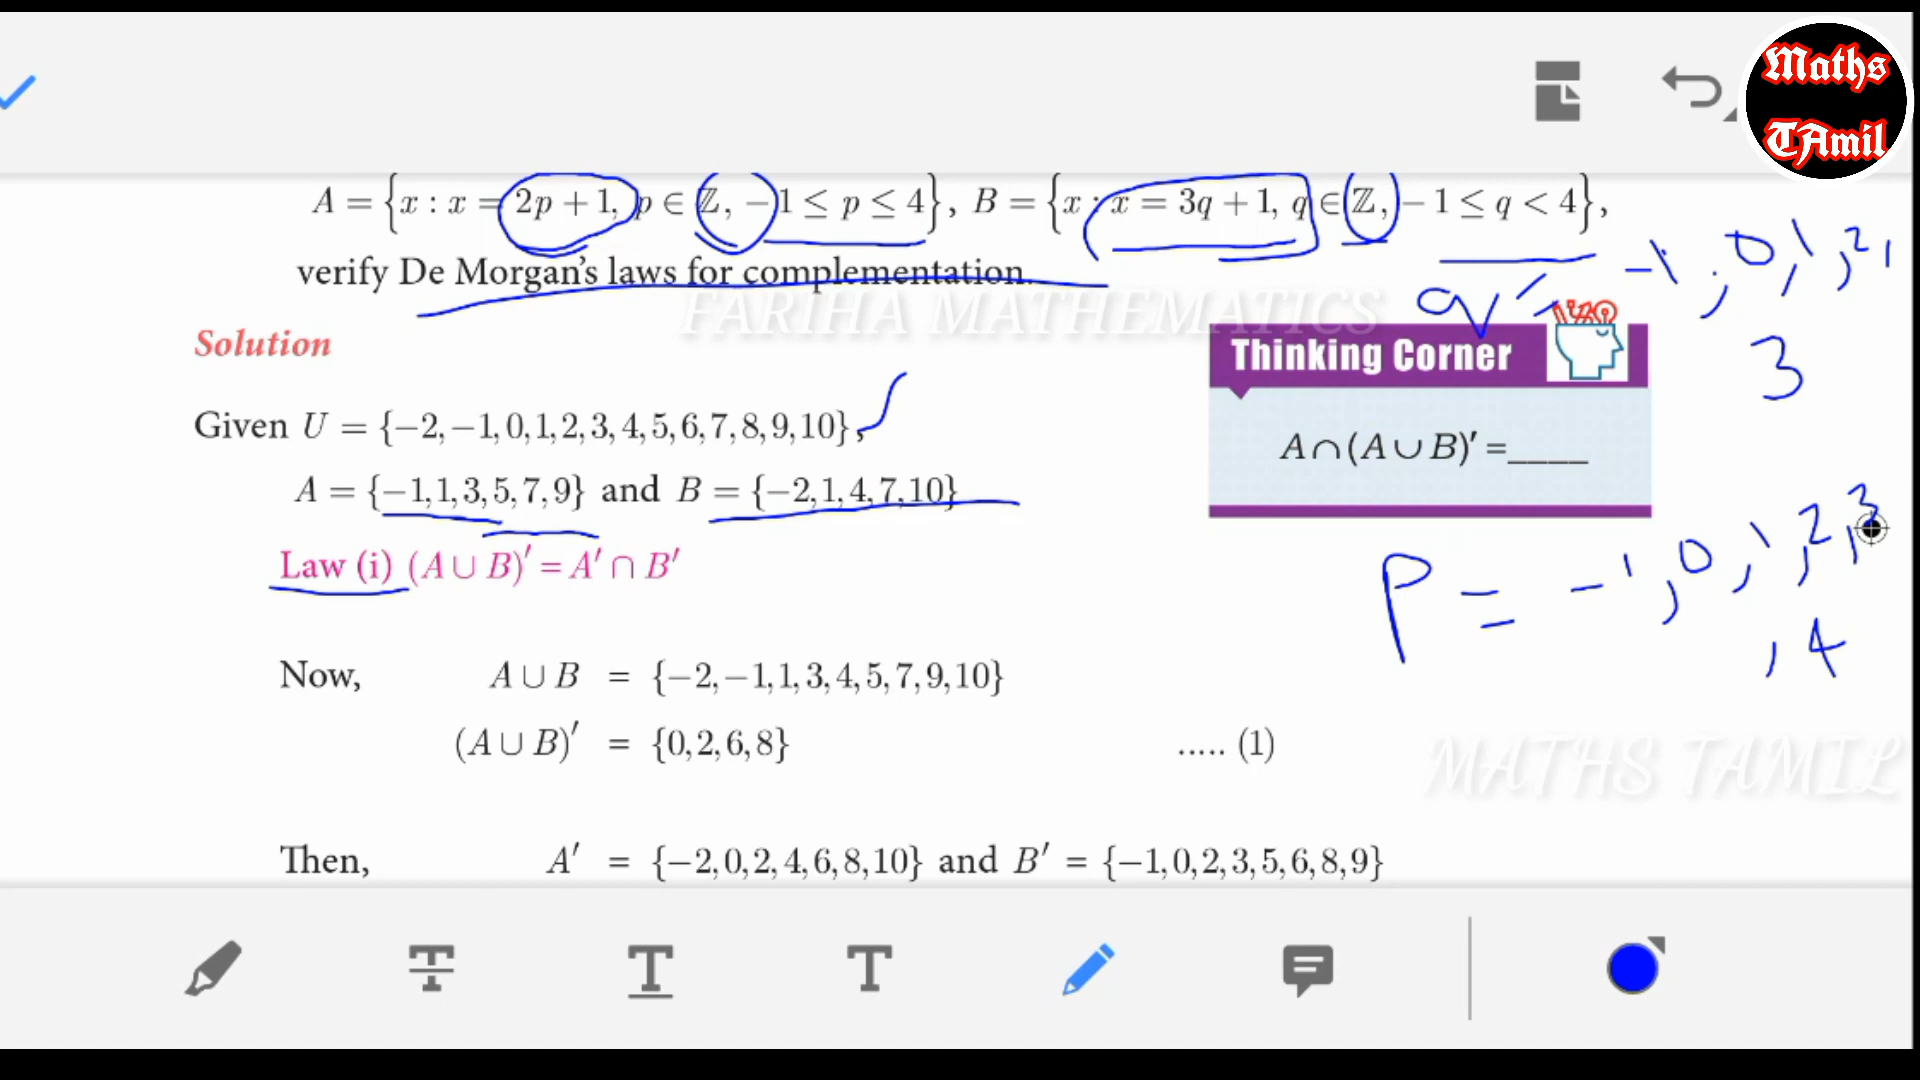 Maths
TAmil
A = {x : x = 2p + 1, p ∈ ℤ, −1 ≤ p ≤ 4}, B = {x : x = 3q + 1, q ∈ ℤ, −1 ≤ q < 4},
verify De Morgan's laws for complementation.
q = −1, 0, 1, 2,
3
FARIHA MATHEMATICS
Solution
Thinking Corner
A ∩ (A ∪ B)′ = ____
Given U = {−2, −1, 0, 1, 2, 3, 4, 5, 6, 7, 8, 9, 10},
A = {−1, 1, 3, 5, 7, 9} and B = {−2, 1, 4, 7, 10}
Law (i) (A ∪ B)′ = A′ ∩ B′
P = −1, 0, 1, 2, 3
, 4
Now, A ∪ B = {−2, −1, 1, 3, 4, 5, 7, 9, 10}
(A ∪ B)′ = {0, 2, 6, 8} ..... (1)
MATHS TAMIL
Then, A′ = {−2, 0, 2, 4, 6, 8, 10} and B′ = {−1, 0, 2, 3, 5, 6, 8, 9}